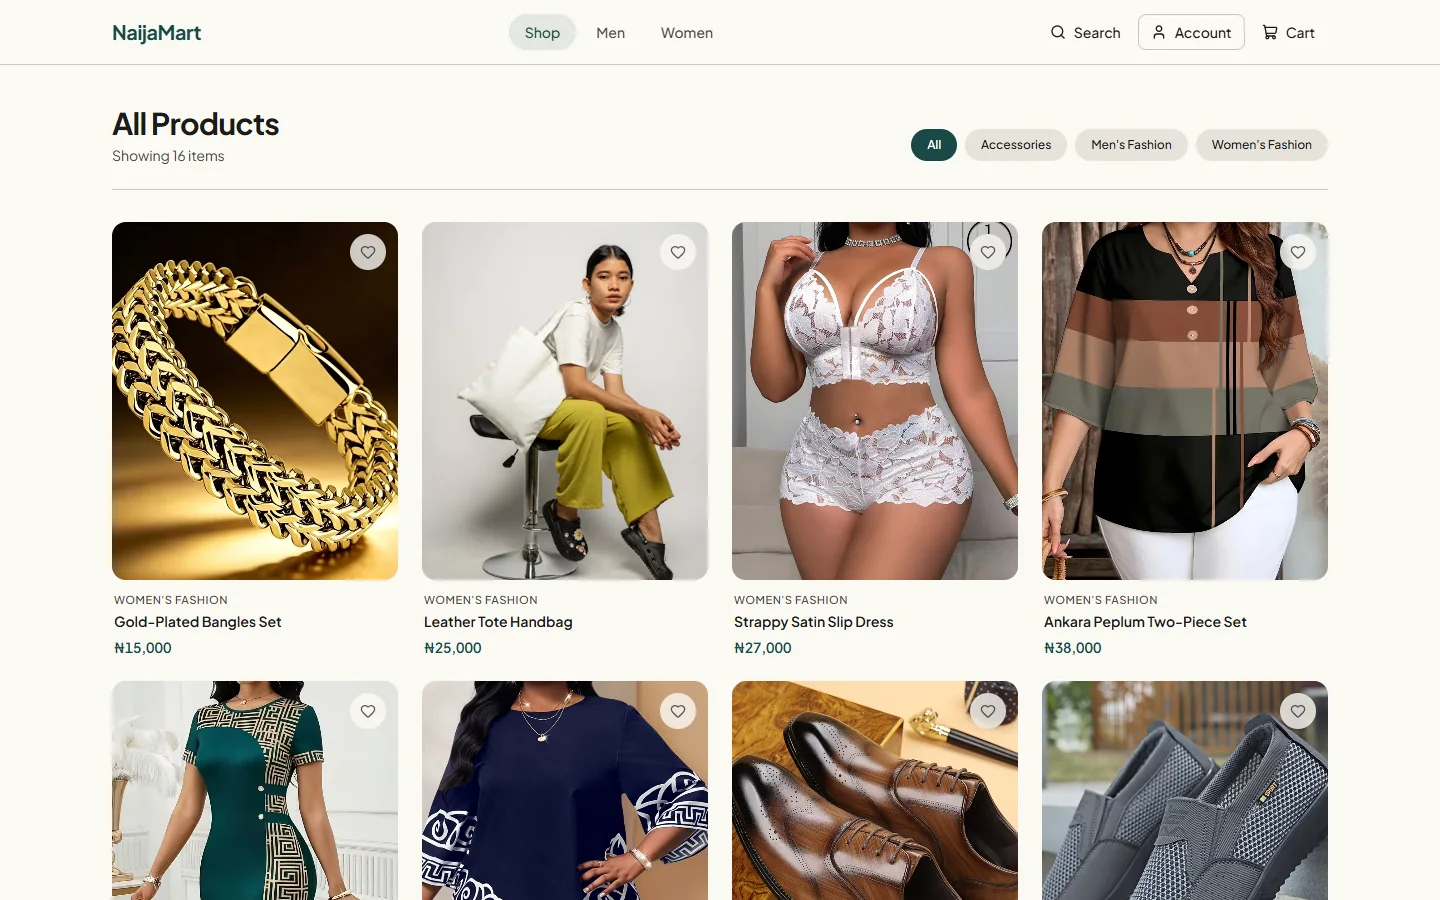 NaijaMart
Shop
Men
Women
Search
Account
Cart
All Products
Showing 16 items
All
Accessories
Men's Fashion
Women's Fashion
1
WOMEN'S FASHION
Gold-Plated Bangles Set
₦15,000
WOMEN'S FASHION
Leather Tote Handbag
₦25,000
WOMEN'S FASHION
Strappy Satin Slip Dress
₦27,000
WOMEN'S FASHION
Ankara Peplum Two-Piece Set
₦38,000